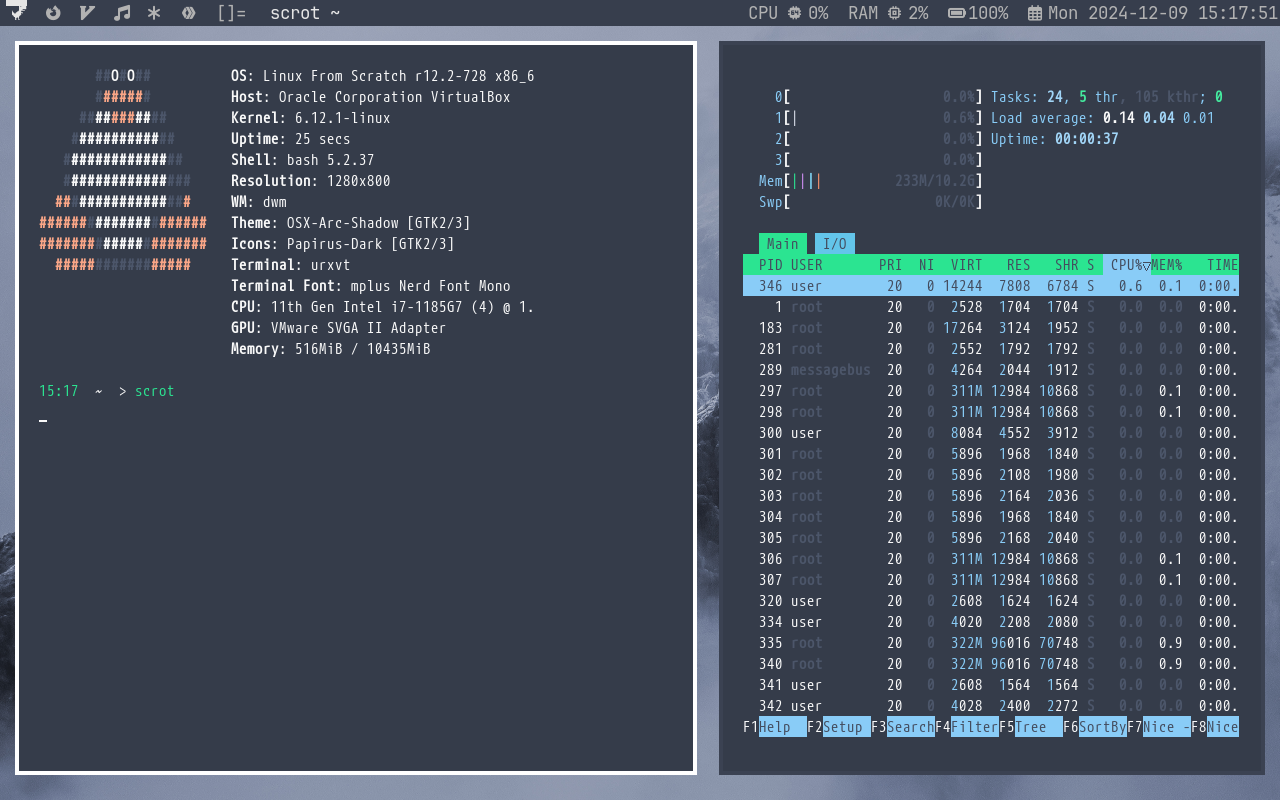 []= scrot ~ CPU 0% RAM 2% 100% Mon 2024-12-09 15:17:51
##O#O##
#######
###########
#############
###############
################
#################
#####################
#####################
#################
OS: Linux From Scratch r12.2-728 x86_6
Host: Oracle Corporation VirtualBox
Kernel: 6.12.1-linux
Uptime: 25 secs
Shell: bash 5.2.37
Resolution: 1280x800
WM: dwm
Theme: OSX-Arc-Shadow [GTK2/3]
Icons: Papirus-Dark [GTK2/3]
Terminal: urxvt
Terminal Font: mplus Nerd Font Mono
CPU: 11th Gen Intel i7-1185G7 (4) @ 1.
GPU: VMware SVGA II Adapter
Memory: 516MiB / 10435MiB
15:17 ~ > scrot
0[ 0.0%] Tasks: 24, 5 thr, 105 kthr; 0
1[| 0.6%] Load average: 0.14 0.04 0.01
2[ 0.0%] Uptime: 00:00:37
3[ 0.0%]
Mem[|||| 233M/10.2G]
Swp[ 0K/0K]
Main I/O
PID USER PRI NI VIRT RES SHR S CPU%▽MEM% TIME
346 user 20 0 14244 7808 6784 S 0.6 0.1 0:00.
1 root 20 0 2528 1704 1704 S 0.0 0.0 0:00.
183 root 20 0 17264 3124 1952 S 0.0 0.0 0:00.
281 root 20 0 2552 1792 1792 S 0.0 0.0 0:00.
289 messagebus 20 0 4264 2044 1912 S 0.0 0.0 0:00.
297 root 20 0 311M 12984 10868 S 0.0 0.1 0:00.
298 root 20 0 311M 12984 10868 S 0.0 0.1 0:00.
300 user 20 0 8084 4552 3912 S 0.0 0.0 0:00.
301 root 20 0 5896 1968 1840 S 0.0 0.0 0:00.
302 root 20 0 5896 2108 1980 S 0.0 0.0 0:00.
303 root 20 0 5896 2164 2036 S 0.0 0.0 0:00.
304 root 20 0 5896 1968 1840 S 0.0 0.0 0:00.
305 root 20 0 5896 2168 2040 S 0.0 0.0 0:00.
306 root 20 0 311M 12984 10868 S 0.0 0.1 0:00.
307 root 20 0 311M 12984 10868 S 0.0 0.1 0:00.
320 user 20 0 2608 1624 1624 S 0.0 0.0 0:00.
334 user 20 0 4020 2208 2080 S 0.0 0.0 0:00.
335 root 20 0 322M 96016 70748 S 0.0 0.9 0:00.
340 root 20 0 322M 96016 70748 S 0.0 0.9 0:00.
341 user 20 0 2608 1564 1564 S 0.0 0.0 0:00.
342 user 20 0 4028 2400 2272 S 0.0 0.0 0:00.
F1Help F2Setup F3SearchF4FilterF5Tree F6SortByF7Nice -F8Nice